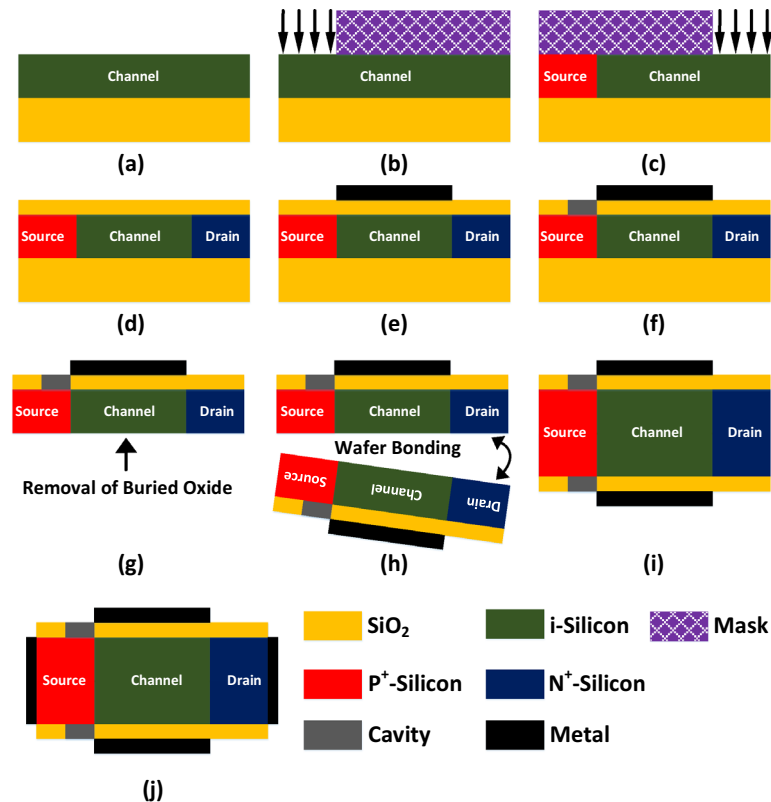 Channel
(a)
Channel
(b)
Source Channel
(c)
Source Channel Drain
(d)
Source Channel Drain
(e)
Source Channel Drain
(f)
Source Channel Drain
Removal of Buried Oxide
(g)
Source Channel Drain
Wafer Bonding
Source Channel Drain
(h)
Source Channel Drain
(i)
Source Channel Drain
(j)
SiO₂
i-Silicon
Mask
P⁺-Silicon
N⁺-Silicon
Cavity
Metal